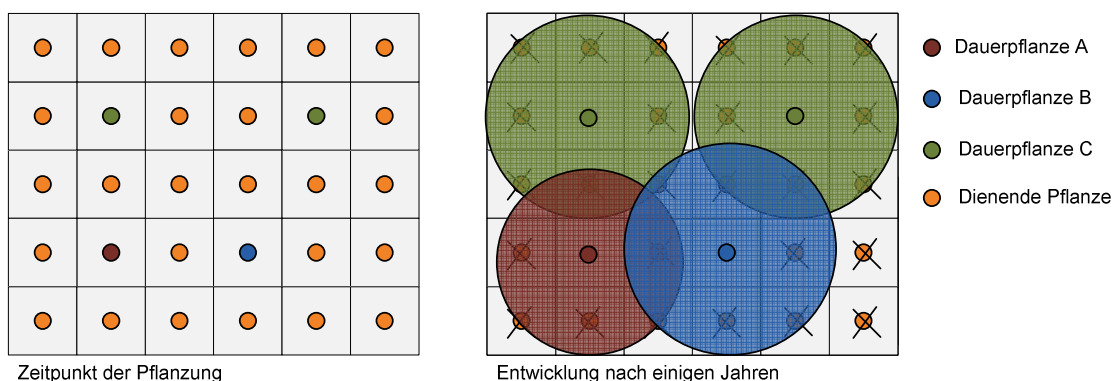 Dauerpflanze A
Dauerpflanze B
Dauerpflanze C
Dienende Pflanze
Zeitpunkt der Pflanzung
Entwicklung nach einigen Jahren